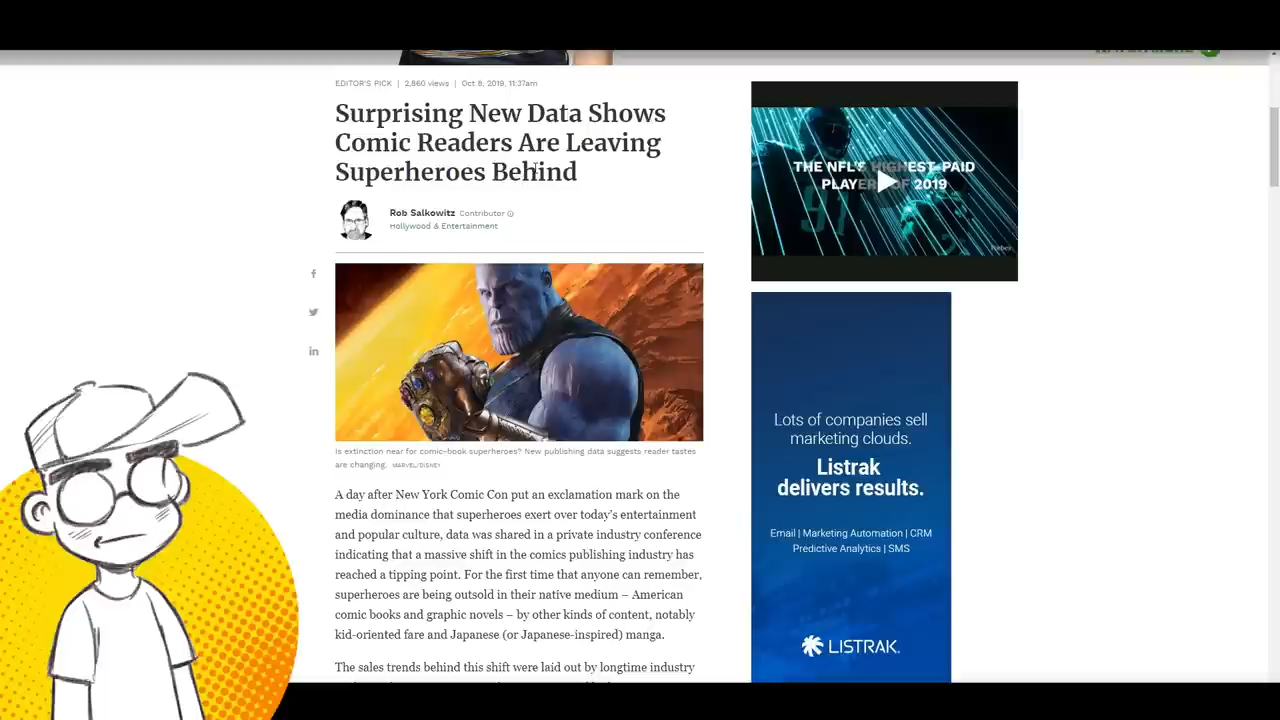 EDITOR'S PICK | 2,860 views | Oct 8, 2019, 11:37am
Surprising New Data Shows
Comic Readers Are Leaving
Superheroes Behind
Rob Salkowitz Contributor
Hollywood & Entertainment
Is extinction near for comic-book superheroes? New publishing data suggests reader tastes
are changing. MARVEL/DISNEY
A day after New York Comic Con put an exclamation mark on the
media dominance that superheroes exert over today's entertainment
and popular culture, data was shared in a private industry conference
indicating that a massive shift in the comics publishing industry has
reached a tipping point. For the first time that anyone can remember,
superheroes are being outsold in their native medium – American
comic books and graphic novels – by other kinds of content, notably
kid-oriented fare and Japanese (or Japanese-inspired) manga.
The sales trends behind this shift were laid out by longtime industry
THE NFL'S HIGHEST-PAID
PLAYER OF 2019
Forbes
Lots of companies sell
marketing clouds.
Listrak
delivers results.
Email | Marketing Automation | CRM
Predictive Analytics | SMS
LISTRAK